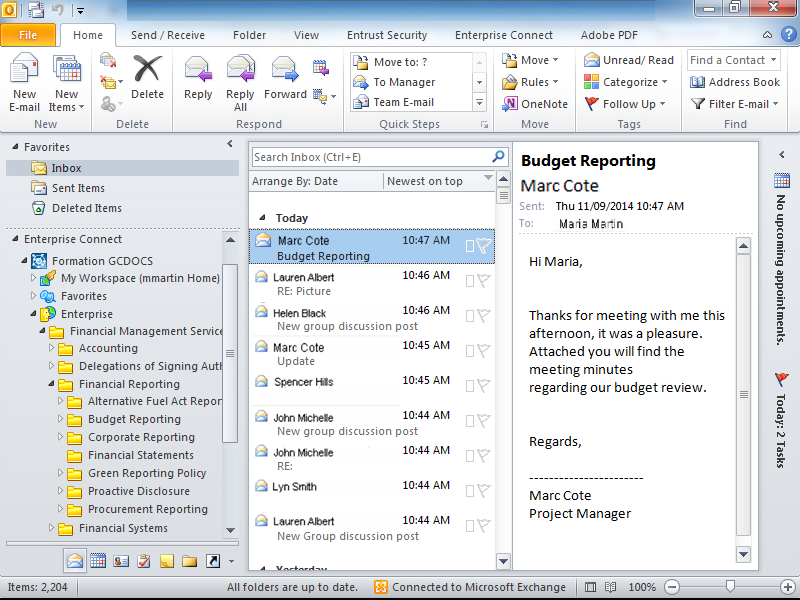 File Home Send / Receive Folder View Entrust Security Enterprise Connect Adobe PDF
New E-mail
New Items
New
Delete
Delete
Reply
Reply All
Forward
Respond
Move to: ?
To Manager
Team E-mail
Quick Steps
Move
Rules
OneNote
Move
Unread/ Read
Categorize
Follow Up
Tags
Find a Contact
Address Book
Filter E-mail
Find
Favorites
Inbox
Sent Items
Deleted Items
Enterprise Connect
Formation GCDOCS
My Workspace (mmartin Home)
Favorites
Enterprise
Financial Management Service
Accounting
Delegations of Signing Auth
Financial Reporting
Alternative Fuel Act Repor
Budget Reporting
Corporate Reporting
Financial Statements
Green Reporting Policy
Proactive Disclosure
Procurement Reporting
Financial Systems
Search Inbox (Ctrl+E)
Arrange By: Date Newest on top
Today
Marc Cote 10:47 AM
Budget Reporting
Lauren Albert 10:46 AM
RE: Picture
Helen Black 10:46 AM
New group discussion post
Marc Cote 10:45 AM
Update
Spencer Hills 10:45 AM
John Michelle 10:44 AM
New group discussion post
John Michelle 10:44 AM
RE:
Lyn Smith 10:44 AM
Lauren Albert 10:44 AM
New Group discussion post
Yesterday
Budget Reporting
Marc Cote
Sent: Thu 11/09/2014 10:47 AM
To: Maria Martin
Hi Maria,
Thanks for meeting with me this
afternoon, it was a pleasure.
Attached you will find the
meeting minutes
regarding our budget review.
Regards,
-----------------------
Marc Cote
Project Manager
No upcoming appointments.
Today: 2 Tasks
Items: 2,204 All folders are up to date. Connected to Microsoft Exchange 100%